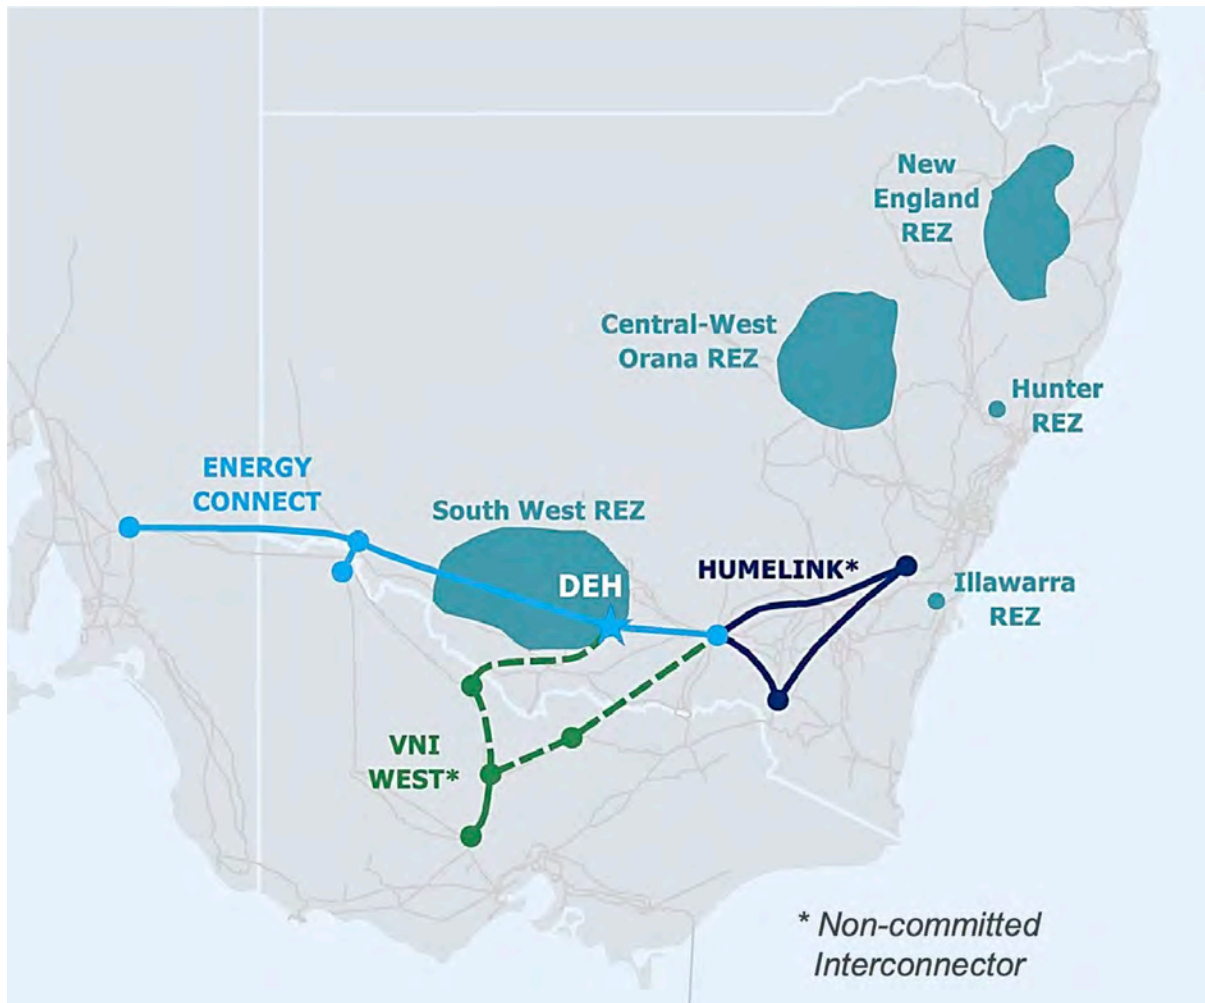 New
England
REZ
Central-West
Orana REZ
Hunter
REZ
ENERGY
CONNECT
South West REZ
DEH
HUMELINK*
Illawarra
REZ
VNI
WEST*
* Non-committed
Interconnector